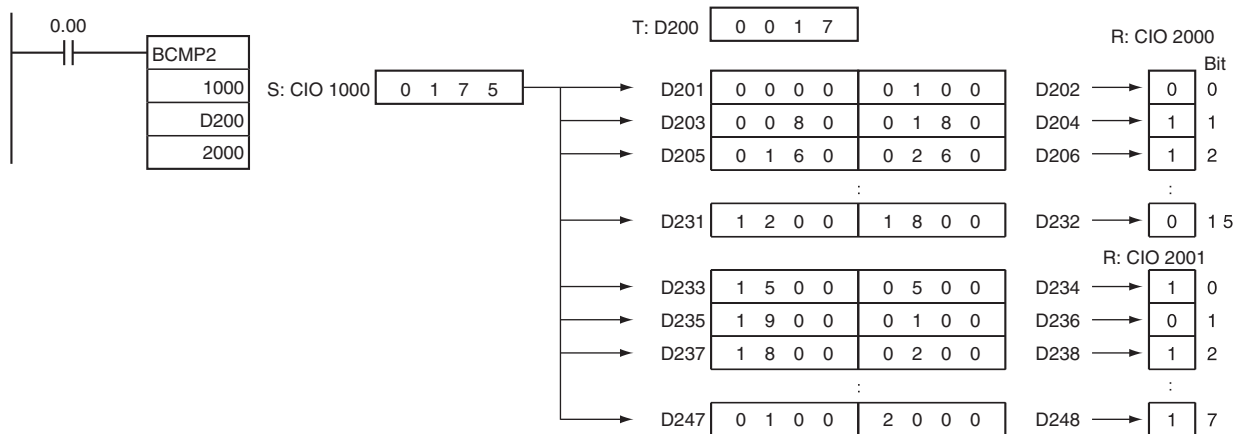 0.00
BCMP2
1000
D200
2000
T: D200 0 0 1 7
R: CIO 2000
Bit
S: CIO 1000 0 1 7 5
D201 0 0 0 0 0 1 0 0 D202 0 0
D203 0 0 8 0 0 1 8 0 D204 1 1
D205 0 1 6 0 0 2 6 0 D206 1 2
: :
D231 1 2 0 0 1 8 0 0 D232 0 1 5
R: CIO 2001
D233 1 5 0 0 0 5 0 0 D234 1 0
D235 1 9 0 0 0 1 0 0 D236 0 1
D237 1 8 0 0 0 2 0 0 D238 1 2
: :
D247 0 1 0 0 2 0 0 0 D248 1 7